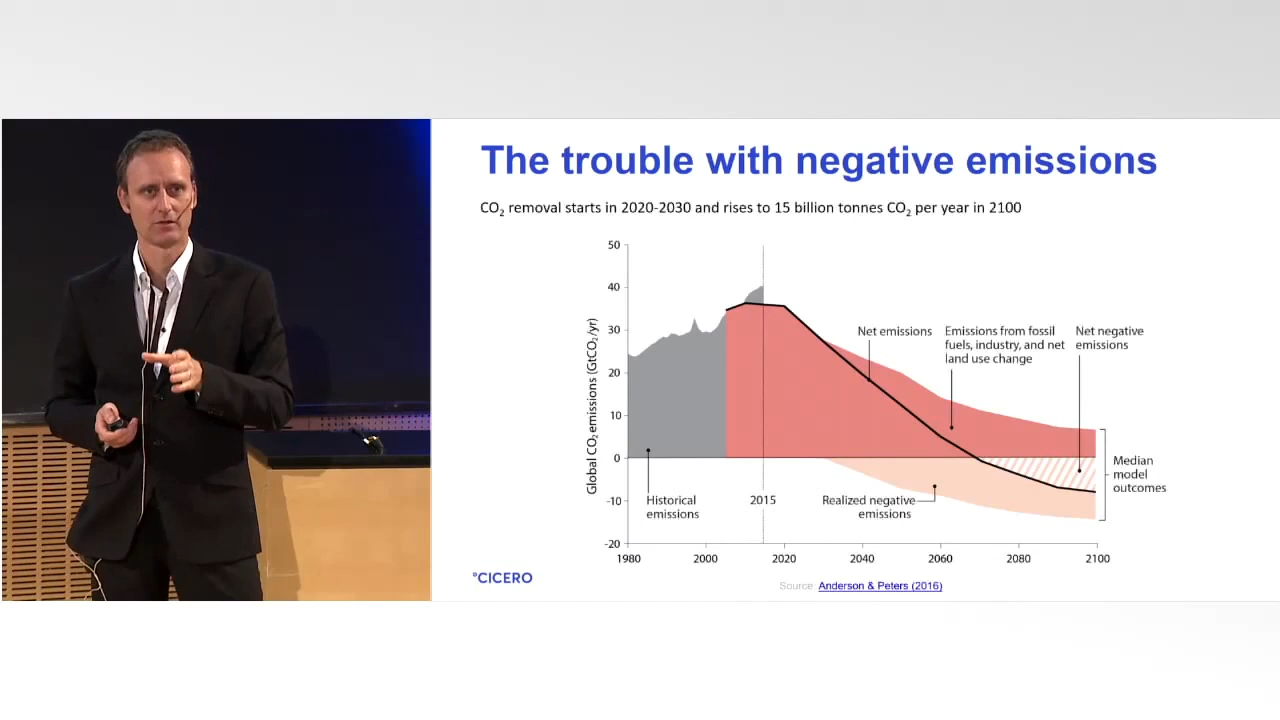 The trouble with negative emissions
CO₂ removal starts in 2020-2030 and rises to 15 billion tonnes CO₂ per year in 2100
Global CO₂ emissions (GtCO₂/yr)
50
40
30
20
10
0
-10
-20
1980
2000
2020
2040
2060
2080
2100
Historical
emissions
2015
Net emissions
Emissions from fossil
fuels, industry, and net
land use change
Net negative
emissions
Realized negative
emissions
Median
model
outcomes
°CICERO
Source: Anderson & Peters (2016)